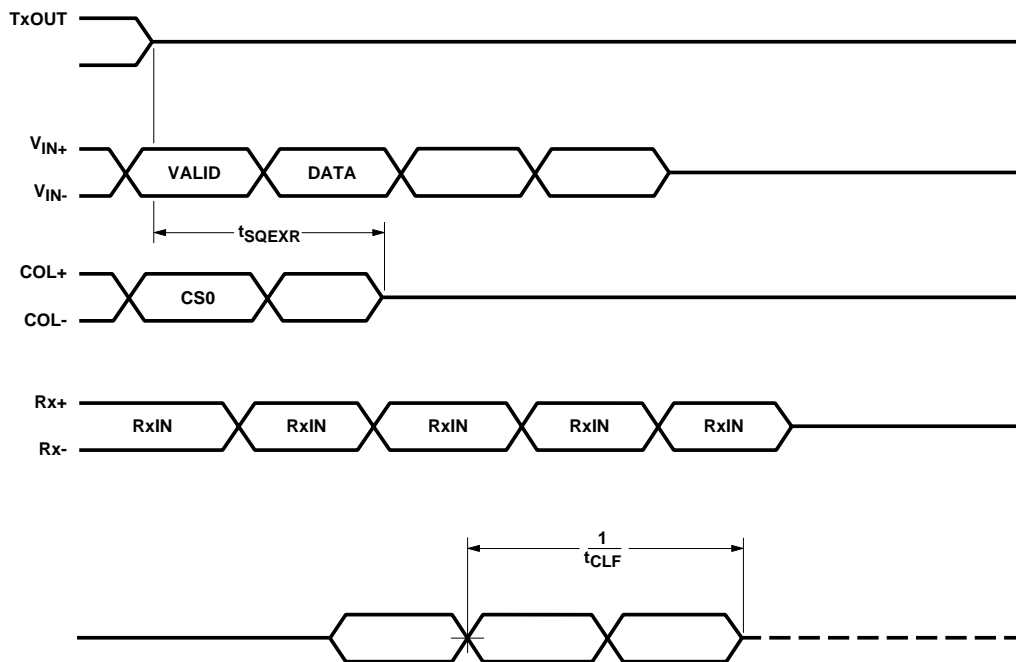 TxOUT
VIN+
VALID DATA
VIN-
tSQEXR
COL+
CS0
COL-
Rx+
RxIN RxIN RxIN RxIN RxIN
Rx-
1
tCLF